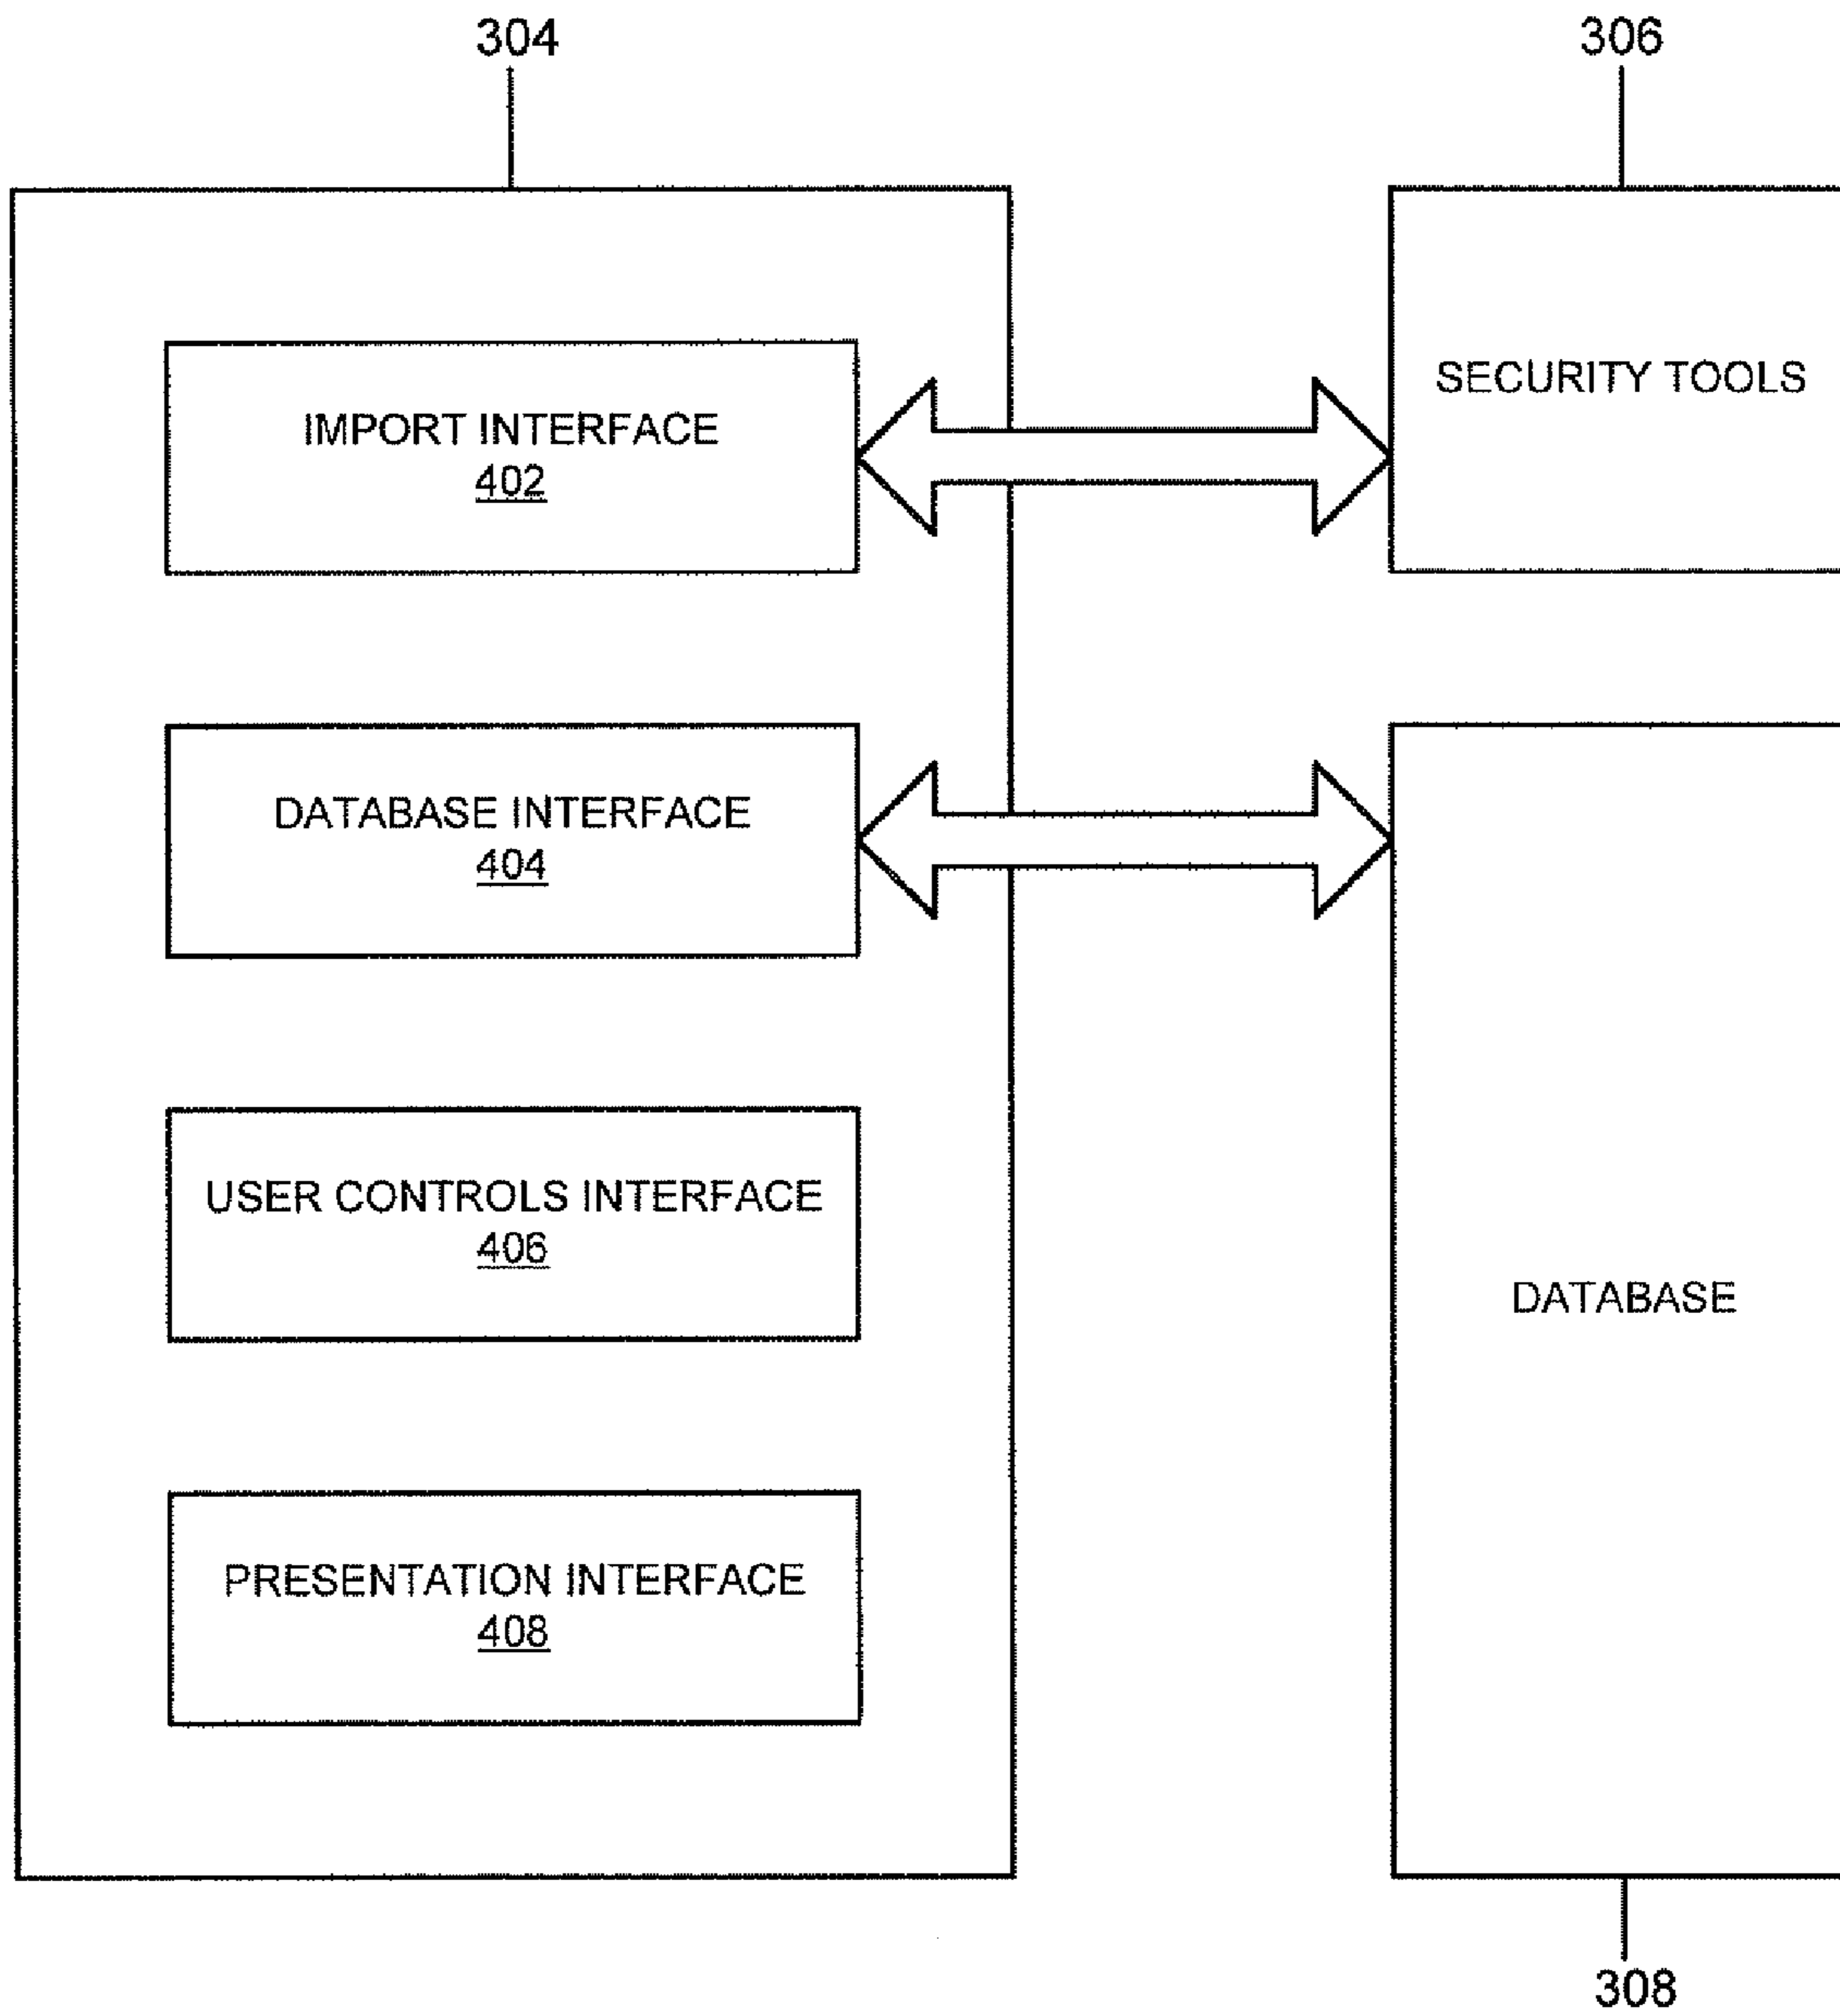 304
306
IMPORT INTERFACE
402
SECURITY TOOLS
DATABASE INTERFACE
404
USER CONTROLS INTERFACE
406
DATABASE
PRESENTATION INTERFACE
408
308